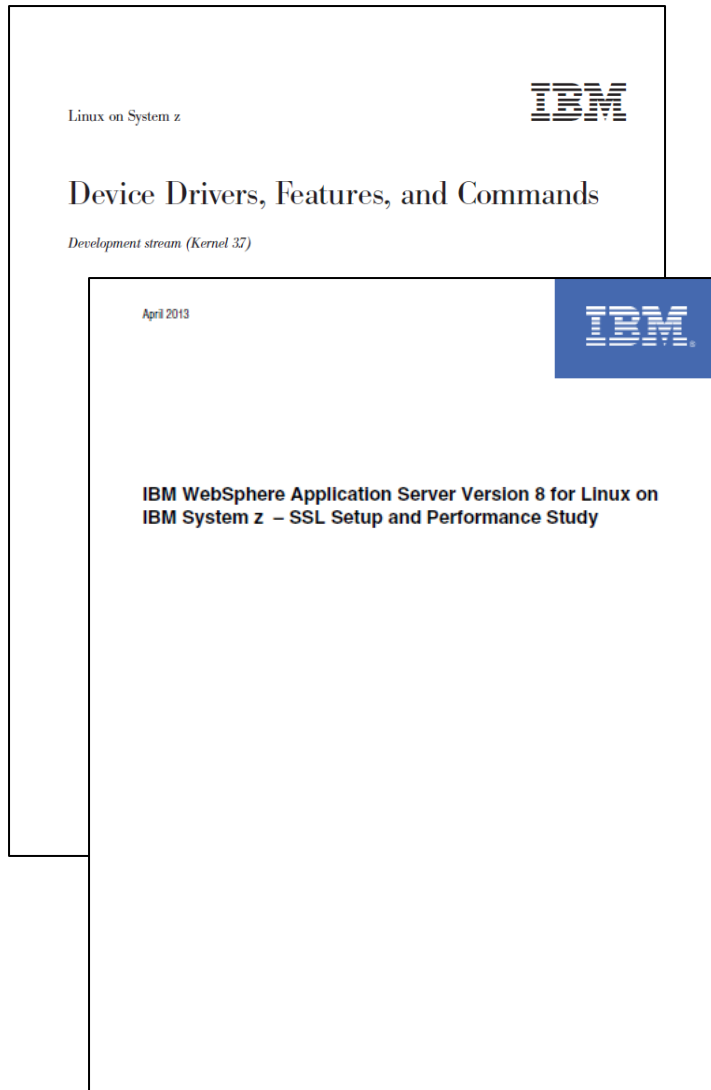 IBM
Linux on System z
Device Drivers, Features, and Commands
Development stream (Kernel 37)
April 2013
IBM®
IBM WebSphere Application Server Version 8 for Linux on
IBM System z – SSL Setup and Performance Study